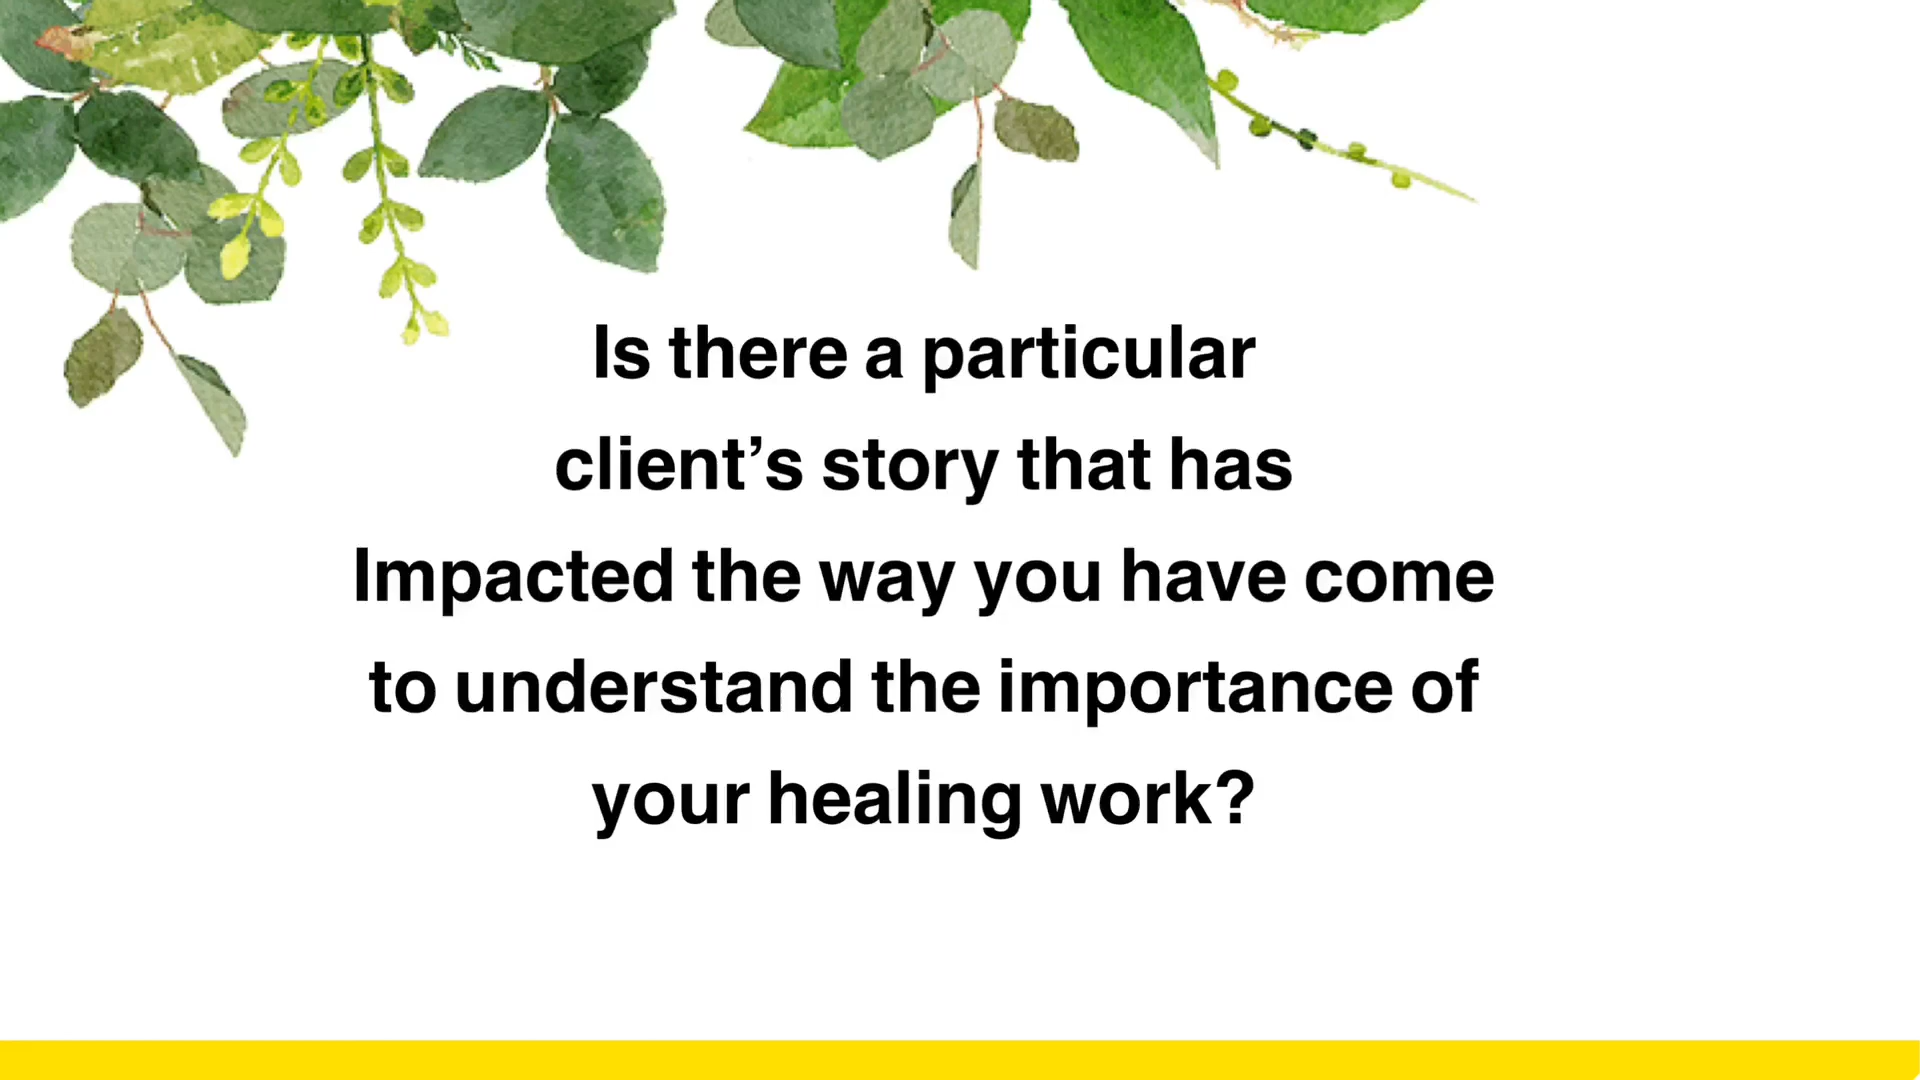 Is there a particular
client’s story that has
Impacted the way you have come
to understand the importance of
your healing work?